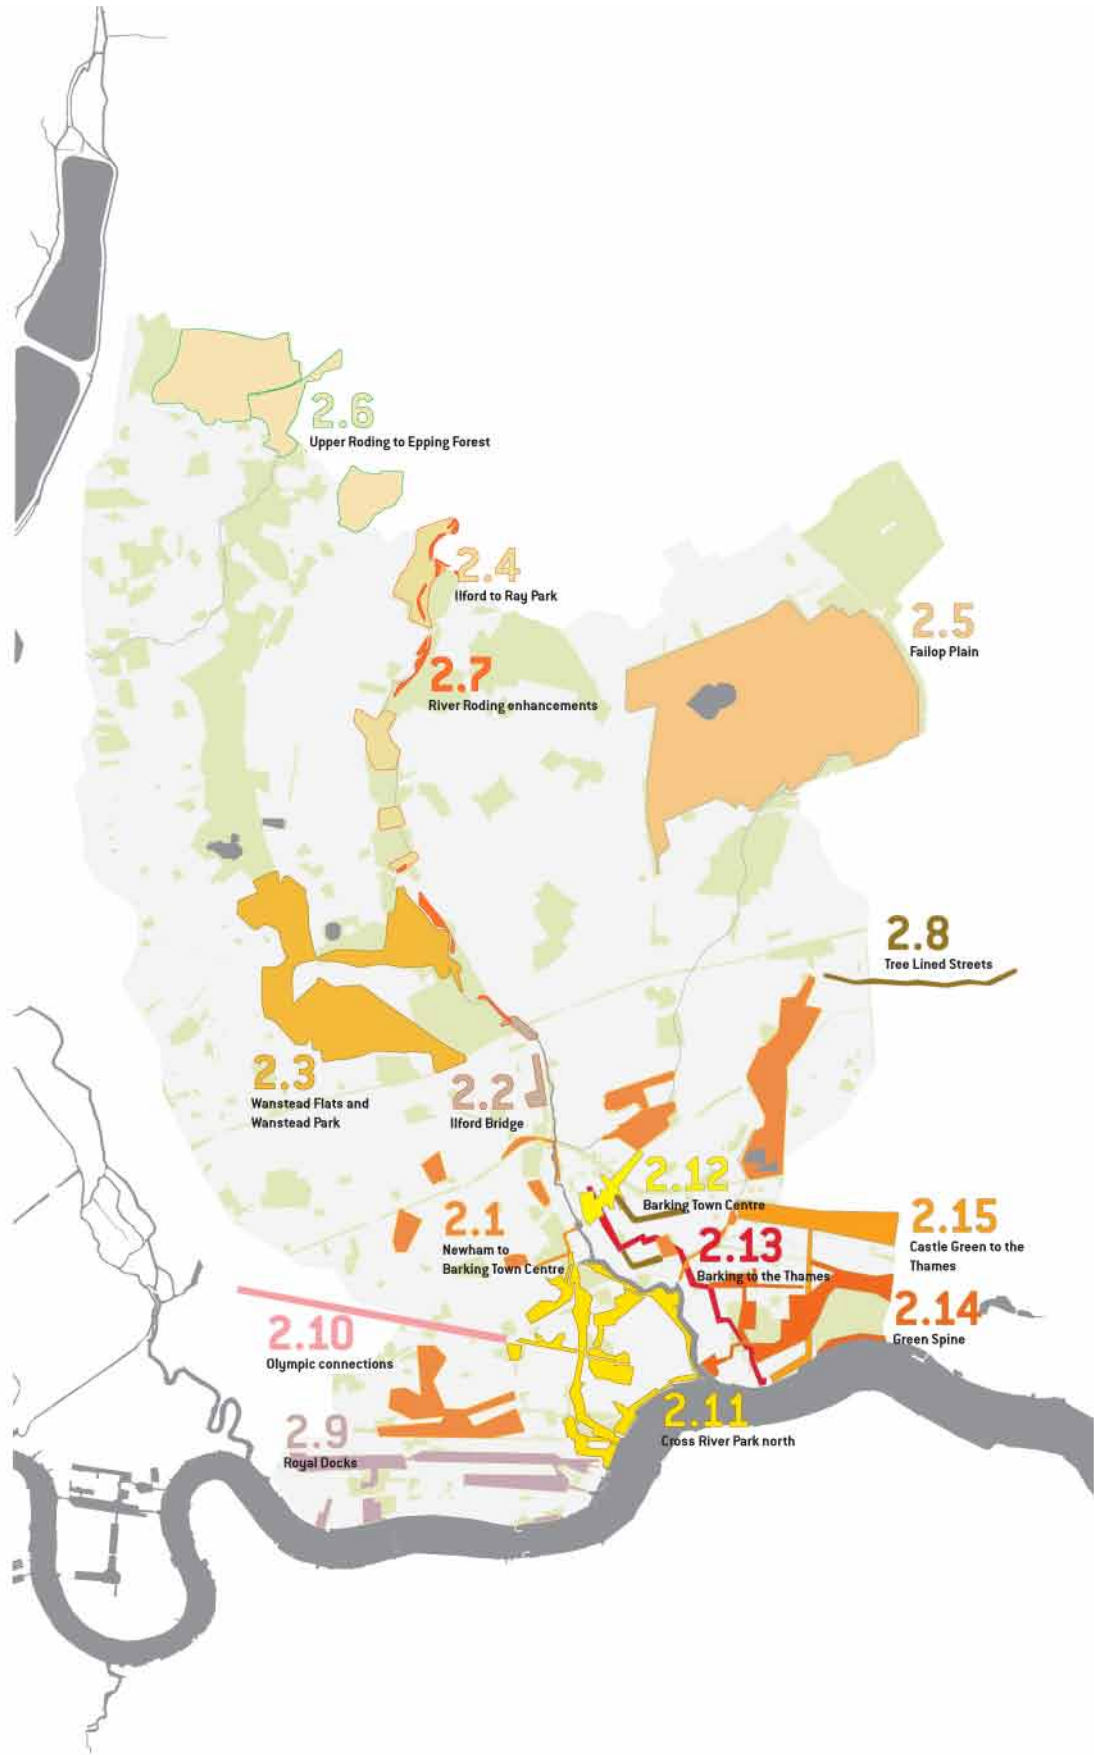 2.6
Upper Roding to Epping Forest
2.4
Ilford to Ray Park
2.5
Failop Plain
2.7
River Roding enhancements
2.8
Tree Lined Streets
2.3
Wanstead Flats and
Wanstead Park
2.2
Ilford Bridge
2.12
Barking Town Centre
2.1
Newham to
Barking Town Centre
2.13
Barking to the Thames
2.15
Castle Green to the
Thames
2.14
Green Spine
2.10
Olympic connections
2.11
Cross River Park north
2.9
Royal Docks